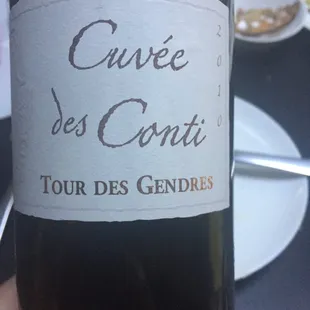 Cuvée
des Conti
TOUR DES GENDRES
2010